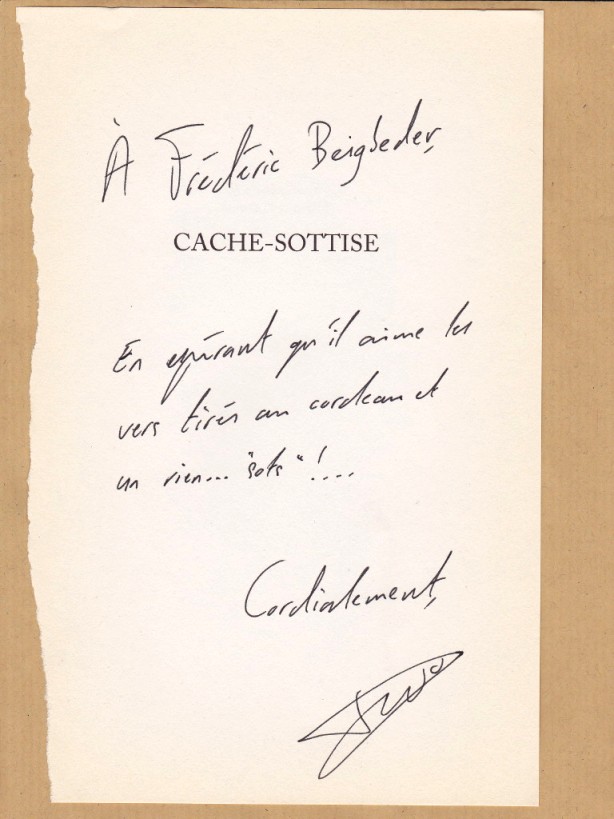 À Frédéric Beigbeder,
CACHE-SOTTISE
En espérant qu'il aime les
vers tirés au cordeau et
un rien... "sots" !....
Cordialement,